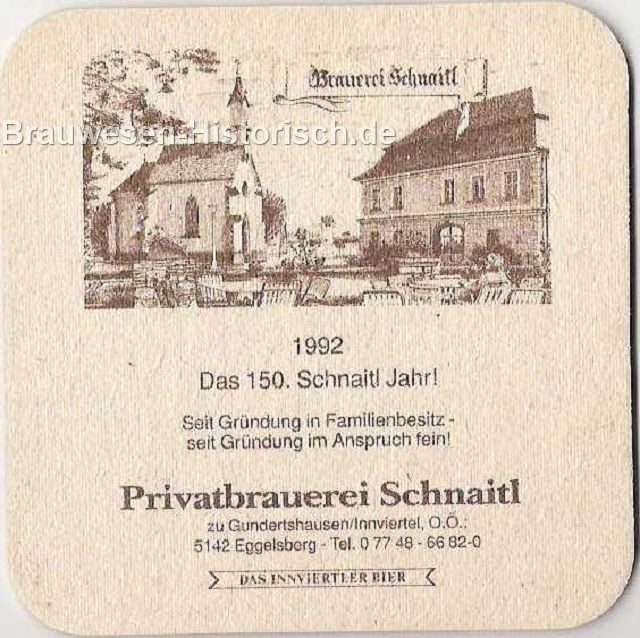 Brauerei Schnaitl
Brauwesen-Historisch.de
1992
Das 150. Schnaitl Jahr!
Seit Gründung in Familienbesitz -
seit Gründung im Anspruch fein!
Privatbrauerei Schnaitl
zu Gundertshausen/Innviertel, O.Ö.:
5142 Eggelsberg - Tel. 0 77 48 - 66 82-0
DAS INNVIERTLER BIER